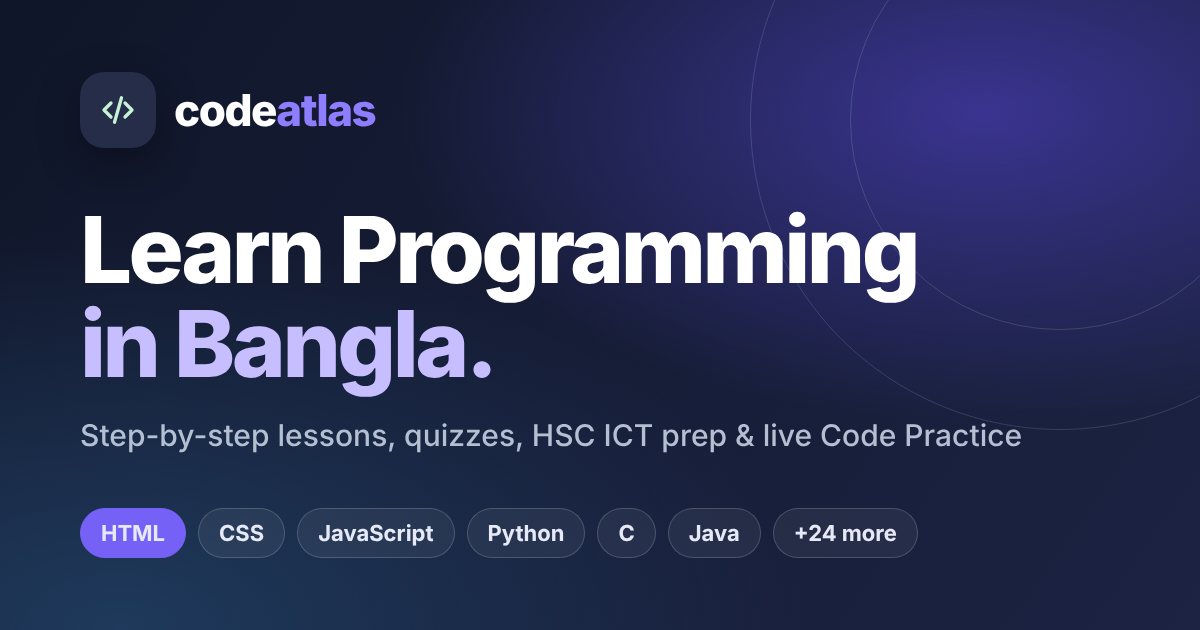 </>
codeatlas
Learn Programming
in Bangla.
Step-by-step lessons, quizzes, HSC ICT prep & live Code Practice
HTML CSS JavaScript Python C Java +24 more